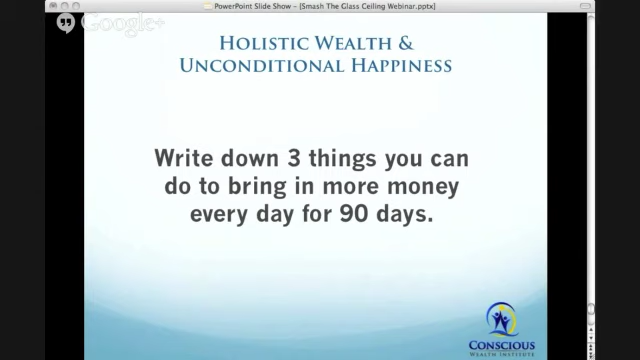 PowerPoint Slide Show - [Smash The Glass Ceiling Webinar.pptx]
Google+
HOLISTIC WEALTH &
UNCONDITIONAL HAPPINESS
Write down 3 things you can
do to bring in more money
every day for 90 days.
CONSCIOUS
WEALTH INSTITUTE